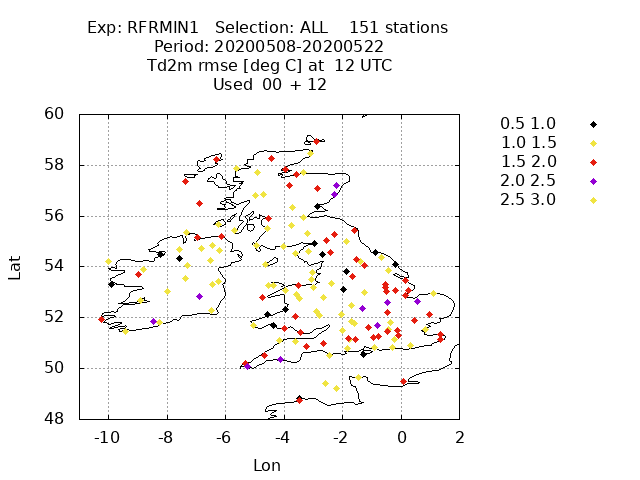 Exp: RFRMIN1 Selection: ALL 151 stations
Period: 20200508-20200522
Td2m rmse [deg C] at 12 UTC
Used 00 + 12
0.5 1.0
1.0 1.5
1.5 2.0
2.0 2.5
2.5 3.0
60
58
56
54
52
50
48
Lat
-10 -8 -6 -4 -2 0 2
Lon